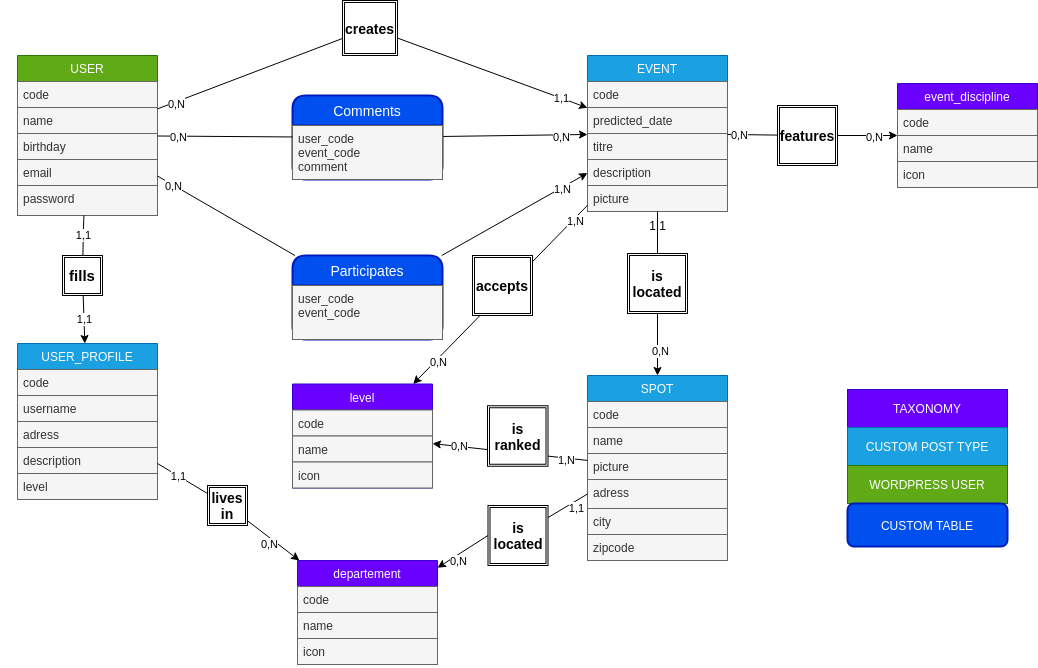 creates
USER
code
name
birthday
email
password
0,N
1,1
Comments
user_code
event_code
comment
0,N
0,N
EVENT
code
predicted_date
titre
description
picture
0,N
features
0,N
event_discipline
code
name
icon
0,N
1,N
Participates
user_code
event_code
1,N
accepts
0,N
1,1
is
located
0,N
1,1
fills
1,1
USER_PROFILE
code
username
adress
description
level
level
code
name
icon
0,N
is
ranked
1,N
SPOT
code
name
picture
adress
city
zipcode
1,1
is
located
0,N
1,1
lives
in
0,N
departement
code
name
icon
TAXONOMY
CUSTOM POST TYPE
WORDPRESS USER
CUSTOM TABLE